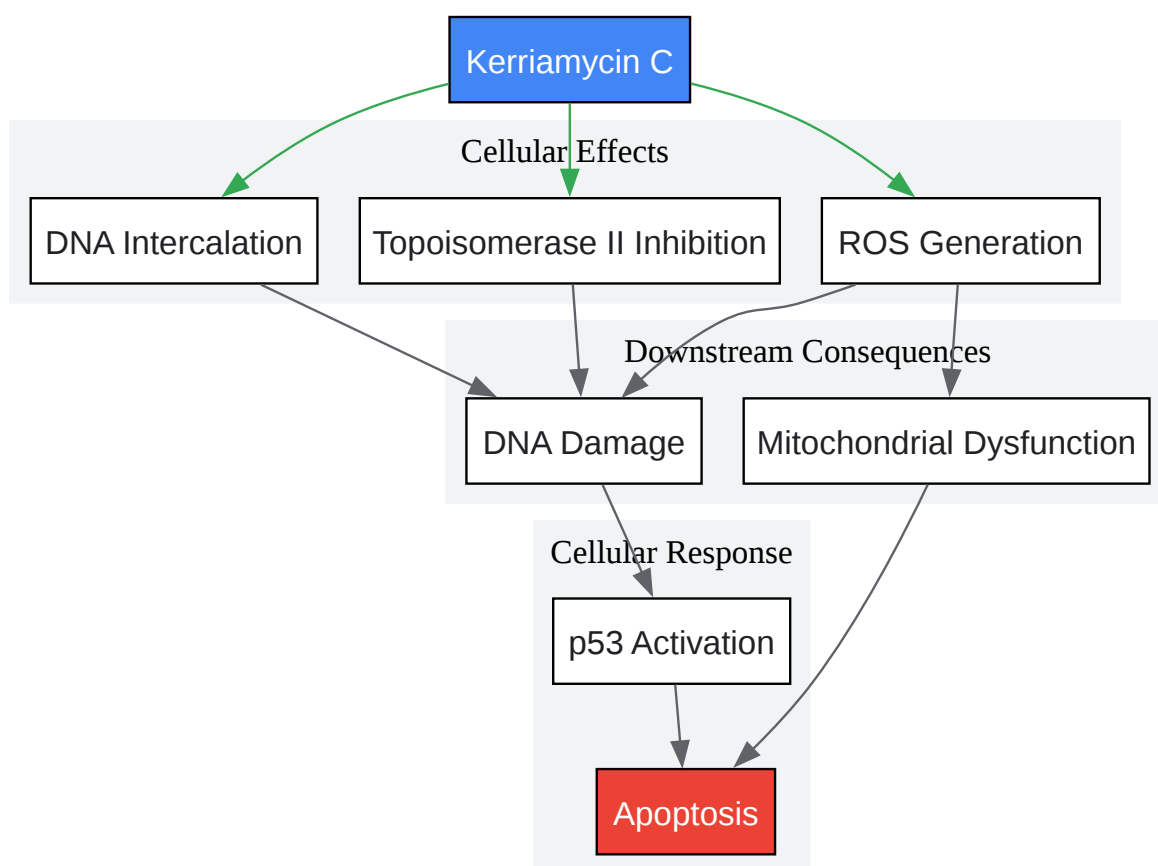 Kerriamycin C
Cellular Effects
DNA Intercalation
Topoisomerase II Inhibition
ROS Generation
Downstream Consequences
DNA Damage
Mitochondrial Dysfunction
Cellular Response
p53 Activation
Apoptosis